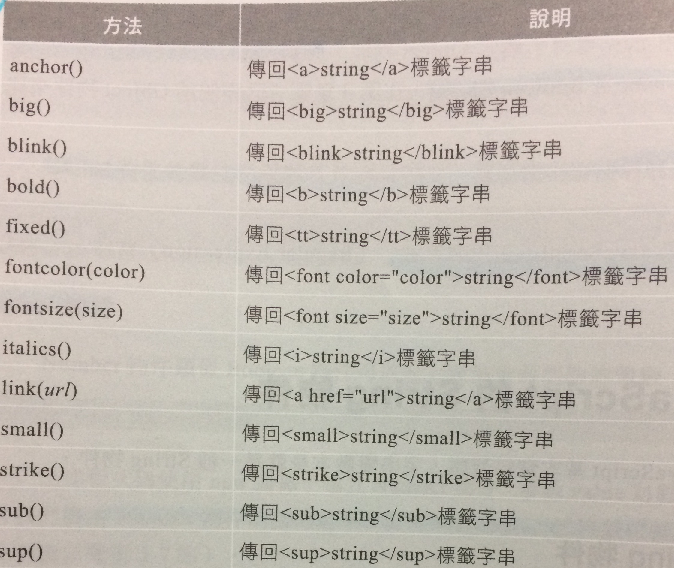 方法 說明
anchor() 傳回<a>string</a>標籤字串
big() 傳回<big>string</big>標籤字串
blink() 傳回<blink>string</blink>標籤字串
bold() 傳回<b>string</b>標籤字串
fixed() 傳回<tt>string</tt>標籤字串
fontcolor(color) 傳回<font color="color">string</font>標籤字串
fontsize(size) 傳回<font size="size">string</font>標籤字串
italics() 傳回<i>string</i>標籤字串
link(url) 傳回<a href="url">string</a>標籤字串
small() 傳回<small>string</small>標籤字串
strike() 傳回<strike>string</strike>標籤字串
sub() 傳回<sub>string</sub>標籤字串
sup() 傳回<sup>string</sup>標籤字串